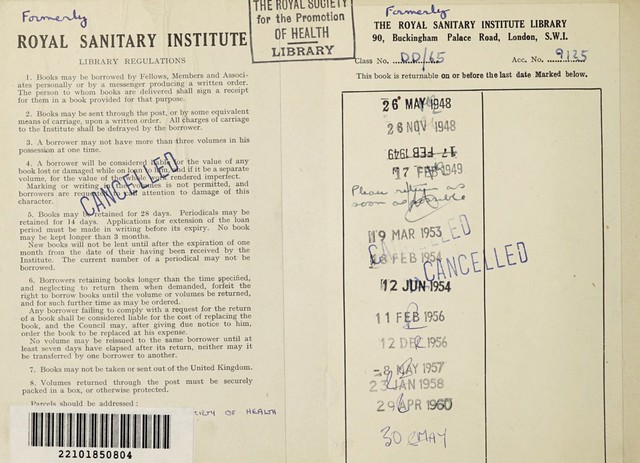 Formerly
ROYAL SANITARY INSTITUTE
LIBRARY REGULATIONS
1. Books may be borrowed by Fellows, Members and Associ-
ates personally or by a messenger producing a written order.
The person to whom books are delivered shall sign a receipt
for them in a book provided for that purpose.
2. Books may be sent through the post, or by some equivalent
means of carriage, upon a written order. All charges of carriage
to the Institute shall be defrayed by the borrower.
3. A borrower may not have more than three volumes in his
possession at one time.
4. A borrower will be considered liable for the value of any
book lost or damaged while on loan to him, and if it be a separate
volume, for the value of the whole work rendered imperfect.
Marking or writing in the volumes is not permitted, and
borrowers are requested to call attention to damage of this
character.
CANCELLED
5. Books may be retained for 28 days. Periodicals may be
retained for 14 days. Applications for extension of the loan
period must be made in writing before its expiry. No book
may be kept longer than 3 months.
New books will not be lent until after the expiration of one
month from the date of their having been received by the
Institute. The current number of a periodical may not be
borrowed.
6. Borrowers retaining books longer than the time specified,
and neglecting to return them when demanded, forfeit the
right to borrow books until the volume or volumes be returned,
and for such further time as may be ordered.
Any borrower failing to comply with a request for the return
of a book shall be considered liable for the cost of replacing the
book, and the Council may, after giving due notice to him,
order the book to be replaced at his expense.
No volume may be reissued to the same borrower until at
least seven days have elapsed after its return, neither may it
be transferred by one borrower to another.
7. Books may not be taken or sent out of the United Kingdom.
8. Volumes returned through the post must be securely
packed in a box, or otherwise protected.
Parcels should be addressed:
OF HEALTH
22101850804
THE ROYAL SOCIETY
for the Promotion
OF HEALTH
LIBRARY
Formerly
THE ROYAL SANITARY INSTITUTE LIBRARY
90, Buckingham Palace Road, London, S.W.1.
Class No. DD/65 Acc. No. 9125
This book is returnable on or before the last date Marked below.
26 MAY 1948
26 NOV 1948
17 FEB 1949
17 FEB 1949
Please return as
soon as possible
19 MAR 1953
CANCELLED
18 FEB 1954
CANCELLED
12 JUN 1954
11 FEB 1956
12 DEC 1956
-8 MAY 1957
23 JAN 1958
29 APR 1960
30 MAY